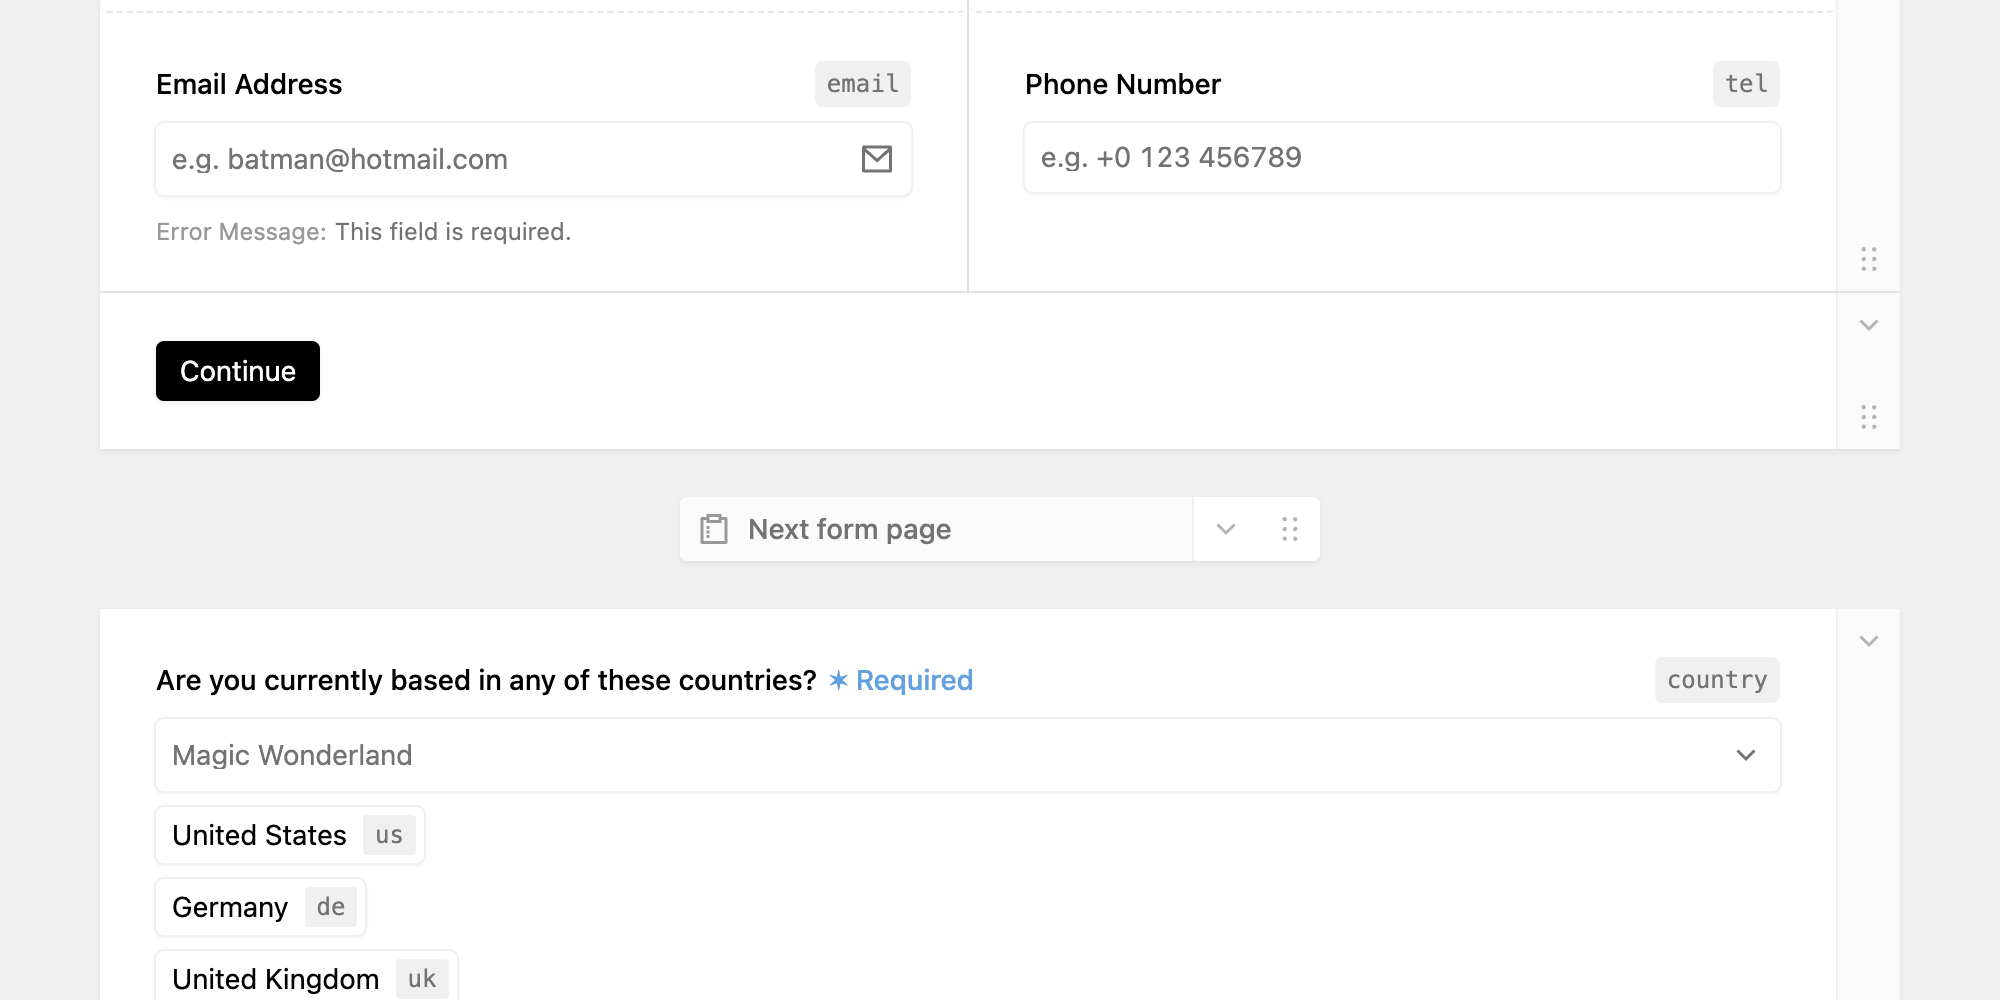 Email Address
email
e.g. batman@hotmail.com
Error Message: This field is required.
Phone Number
tel
e.g. +0 123 456789
Continue
Next form page
Are you currently based in any of these countries? ✶ Required
country
Magic Wonderland
United States us
Germany de
United Kingdom uk